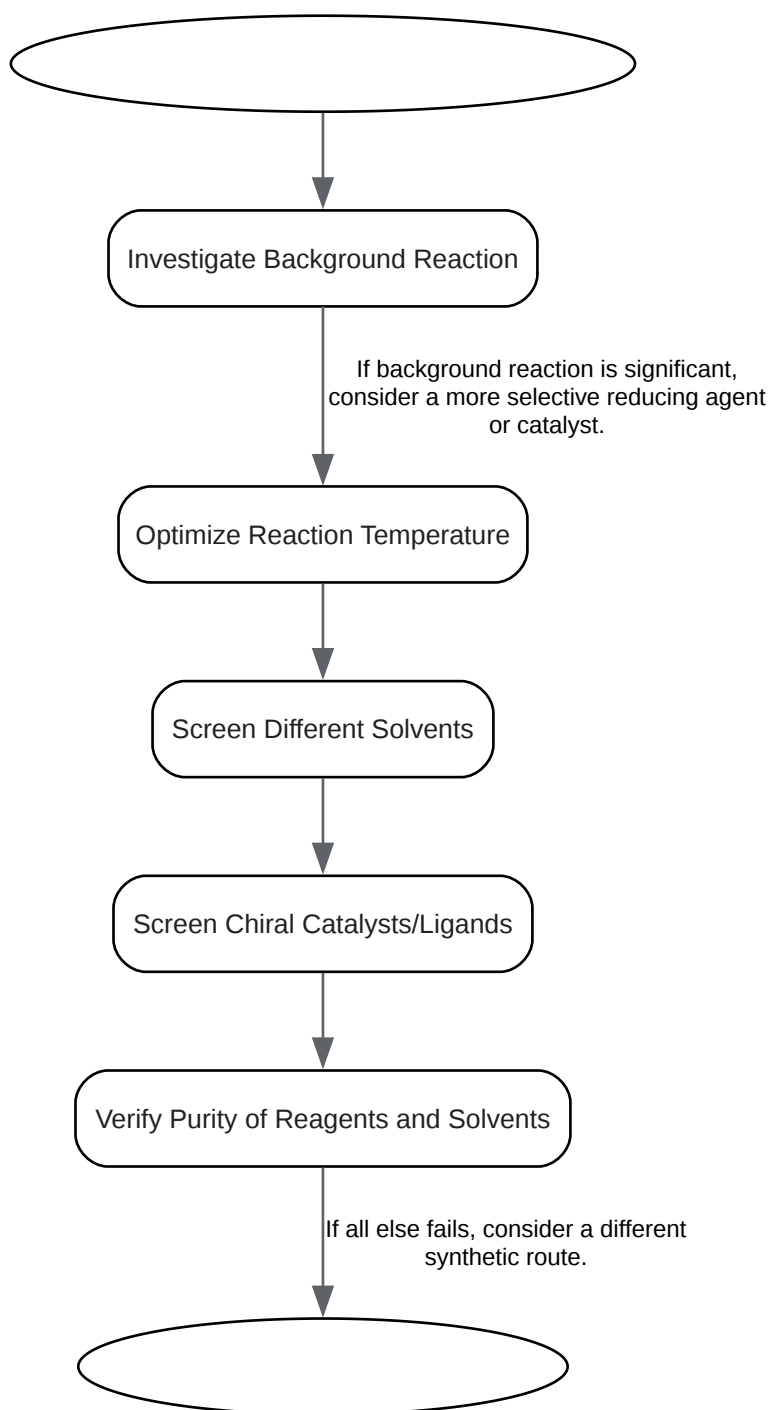 Investigate Background Reaction
If background reaction is significant,
consider a more selective reducing agent
or catalyst.
Optimize Reaction Temperature
Screen Different Solvents
Screen Chiral Catalysts/Ligands
Verify Purity of Reagents and Solvents
If all else fails, consider a different
synthetic route.